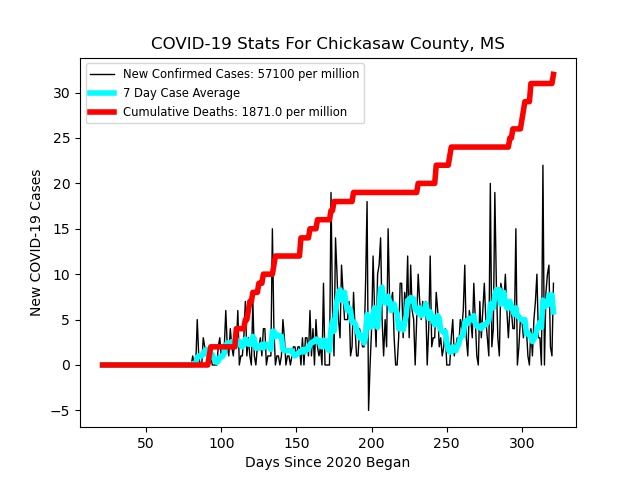 COVID-19 Stats For Chickasaw County, MS
New Confirmed Cases: 57100 per million
7 Day Case Average
Cumulative Deaths: 1871.0 per million
New COVID-19 Cases
30
25
20
15
10
5
0
−5
50 100 150 200 250 300
Days Since 2020 Began